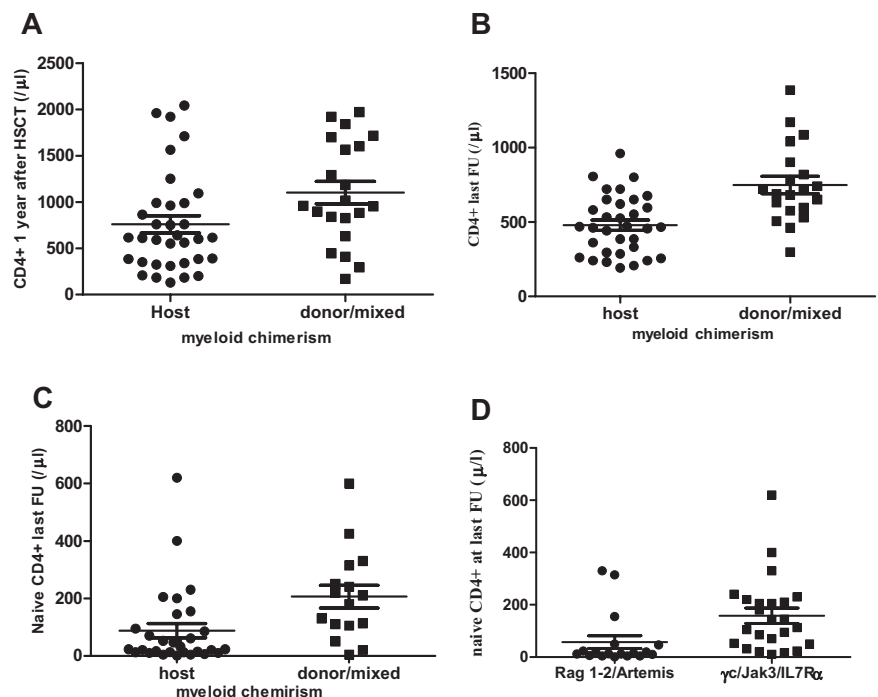 A
CD4+ 1 year after HSCT (/µl)
2500
2000
1500
1000
500
0
Host
donor/mixed
myeloid chimerism
B
CD4+ last FU (/µl)
1500
1000
500
0
host
donor/mixed
myeloid chimerism
C
Naive CD4+ last FU (/µl)
800
600
400
200
0
host
donor/mixed
myeloid chemirism
D
naive CD4+ at last FU (µ/l)
800
600
400
200
0
Rag 1-2/Artemis
γc/Jak3/IL7Rα